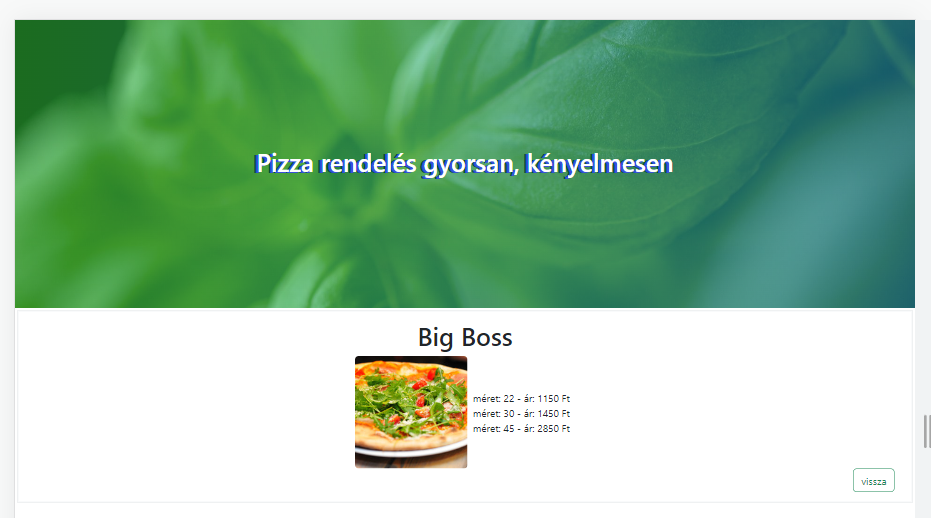 Pizza rendelés gyorsan, kényelmesen
Big Boss
méret: 22 - ár: 1150 Ft
méret: 30 - ár: 1450 Ft
méret: 45 - ár: 2850 Ft
vissza